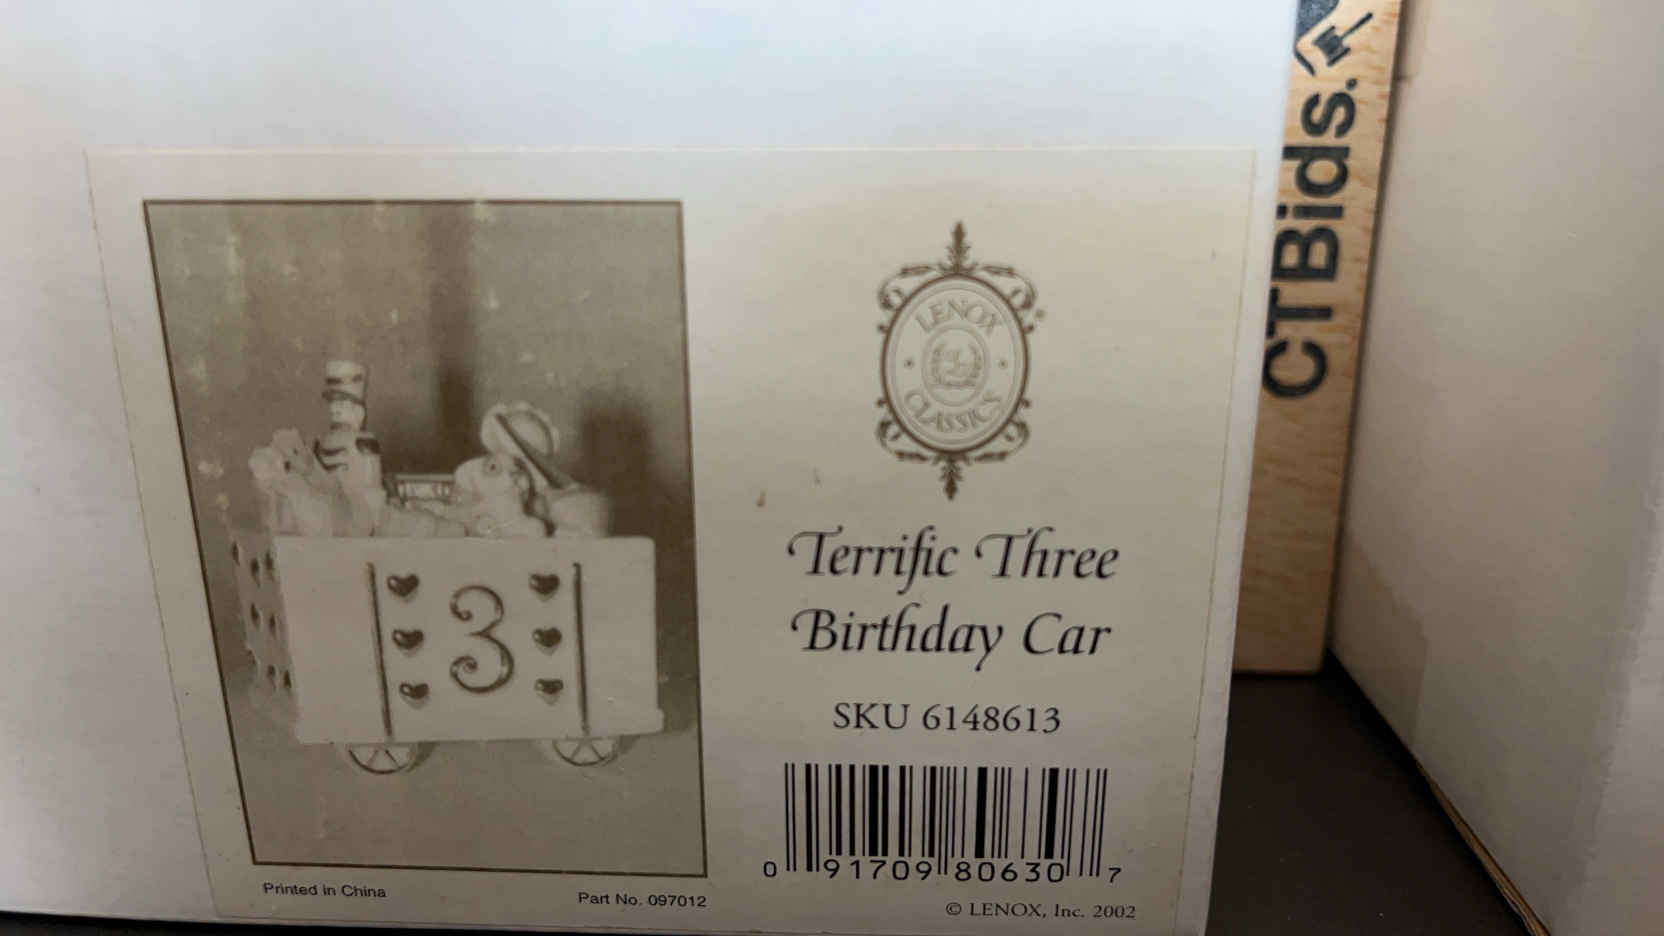 LENOX
CLASSICS
Terrific Three
Birthday Car
SKU 6148613
0 91709 80630 7
© LENOX, Inc. 2002
3
Printed in China
Part No. 097012
CTBids.